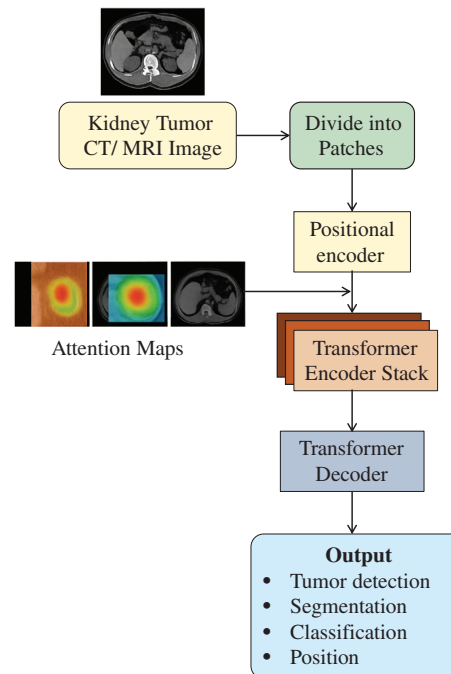 Kidney Tumor
CT/ MRI Image
Divide into
Patches
Positional
encoder
Attention Maps
Transformer
Encoder Stack
Transformer
Decoder
Output
• Tumor detection
• Segmentation
• Classification
• Position